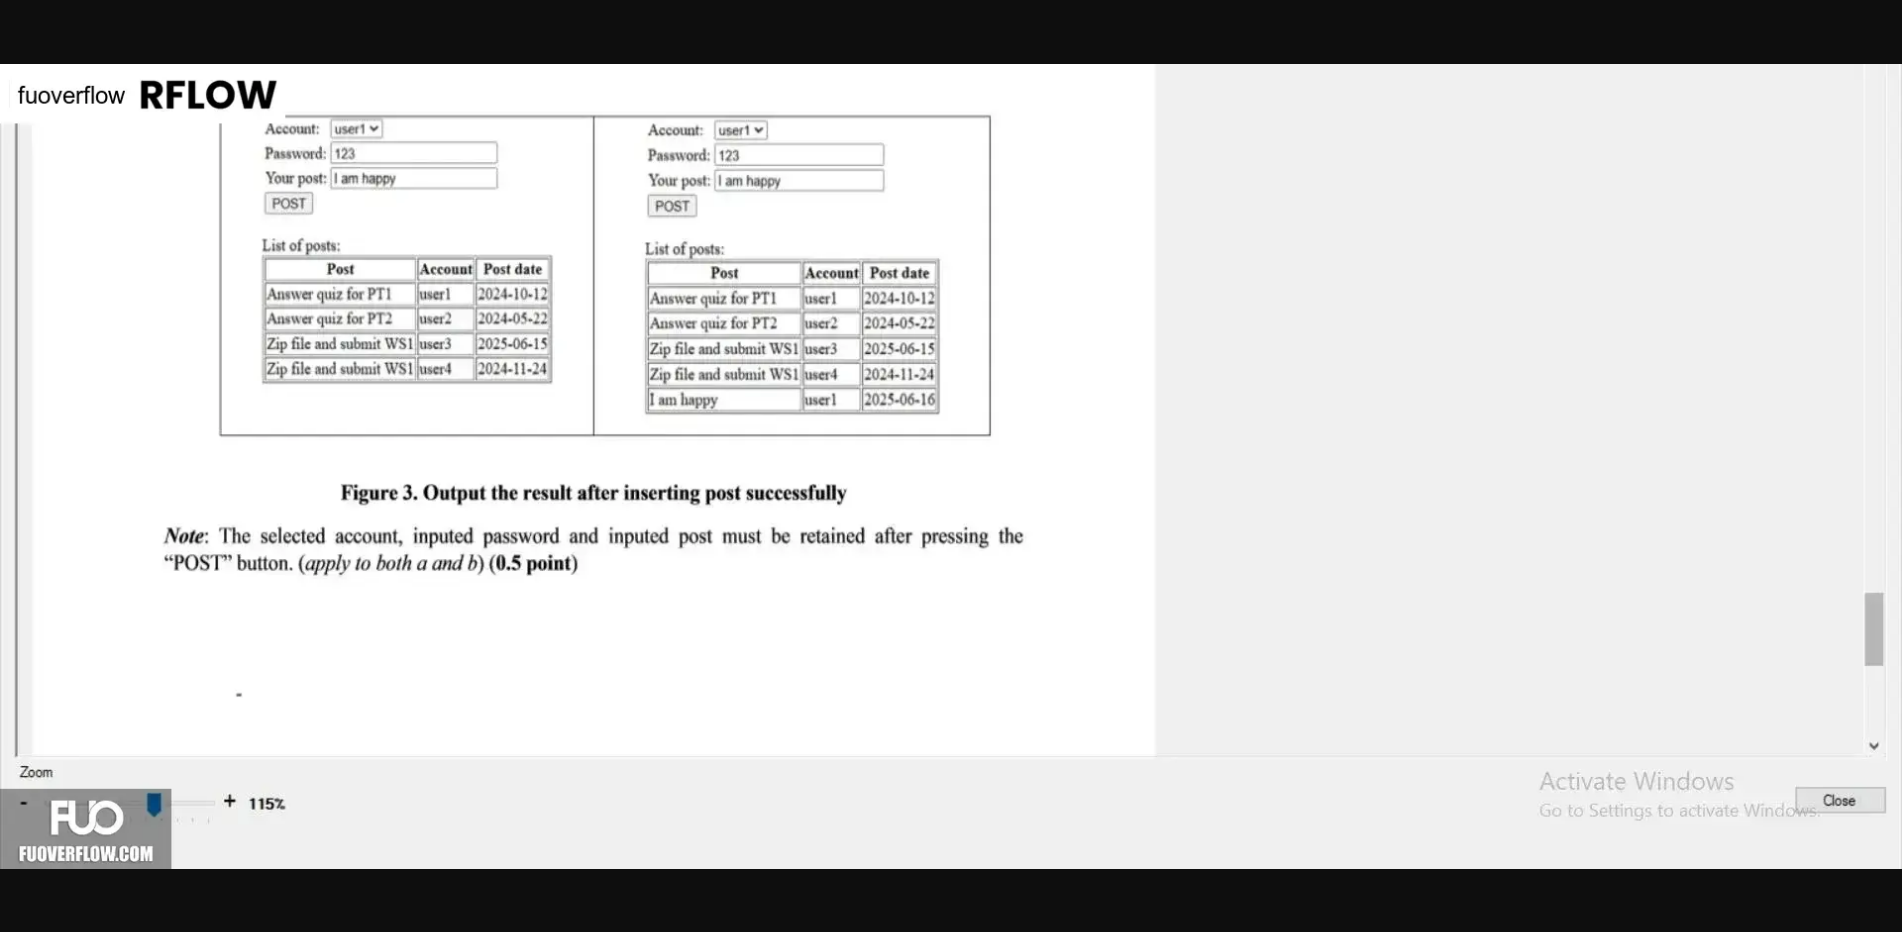 fuoverflow RFLOW
Account: user1
Password: 123
Your post: I am happy
POST
List of posts:
Post Account Post date
Answer quiz for PT1 user1 2024-10-12
Answer quiz for PT2 user2 2024-05-22
Zip file and submit WS1 user3 2025-06-15
Zip file and submit WS1 user4 2024-11-24
Account: user1
Password: 123
Your post: I am happy
POST
List of posts:
Post Account Post date
Answer quiz for PT1 user1 2024-10-12
Answer quiz for PT2 user2 2024-05-22
Zip file and submit WS1 user3 2025-06-15
Zip file and submit WS1 user4 2024-11-24
I am happy user1 2025-06-16
Figure 3. Output the result after inserting post successfully
Note: The selected account, inputed password and inputed post must be retained after pressing the
“POST” button. (apply to both a and b) (0.5 point)
-
Zoom
- + 115%
FUO
FUOVERFLOW.COM
Activate Windows
Go to Settings to activate Windows.
Close